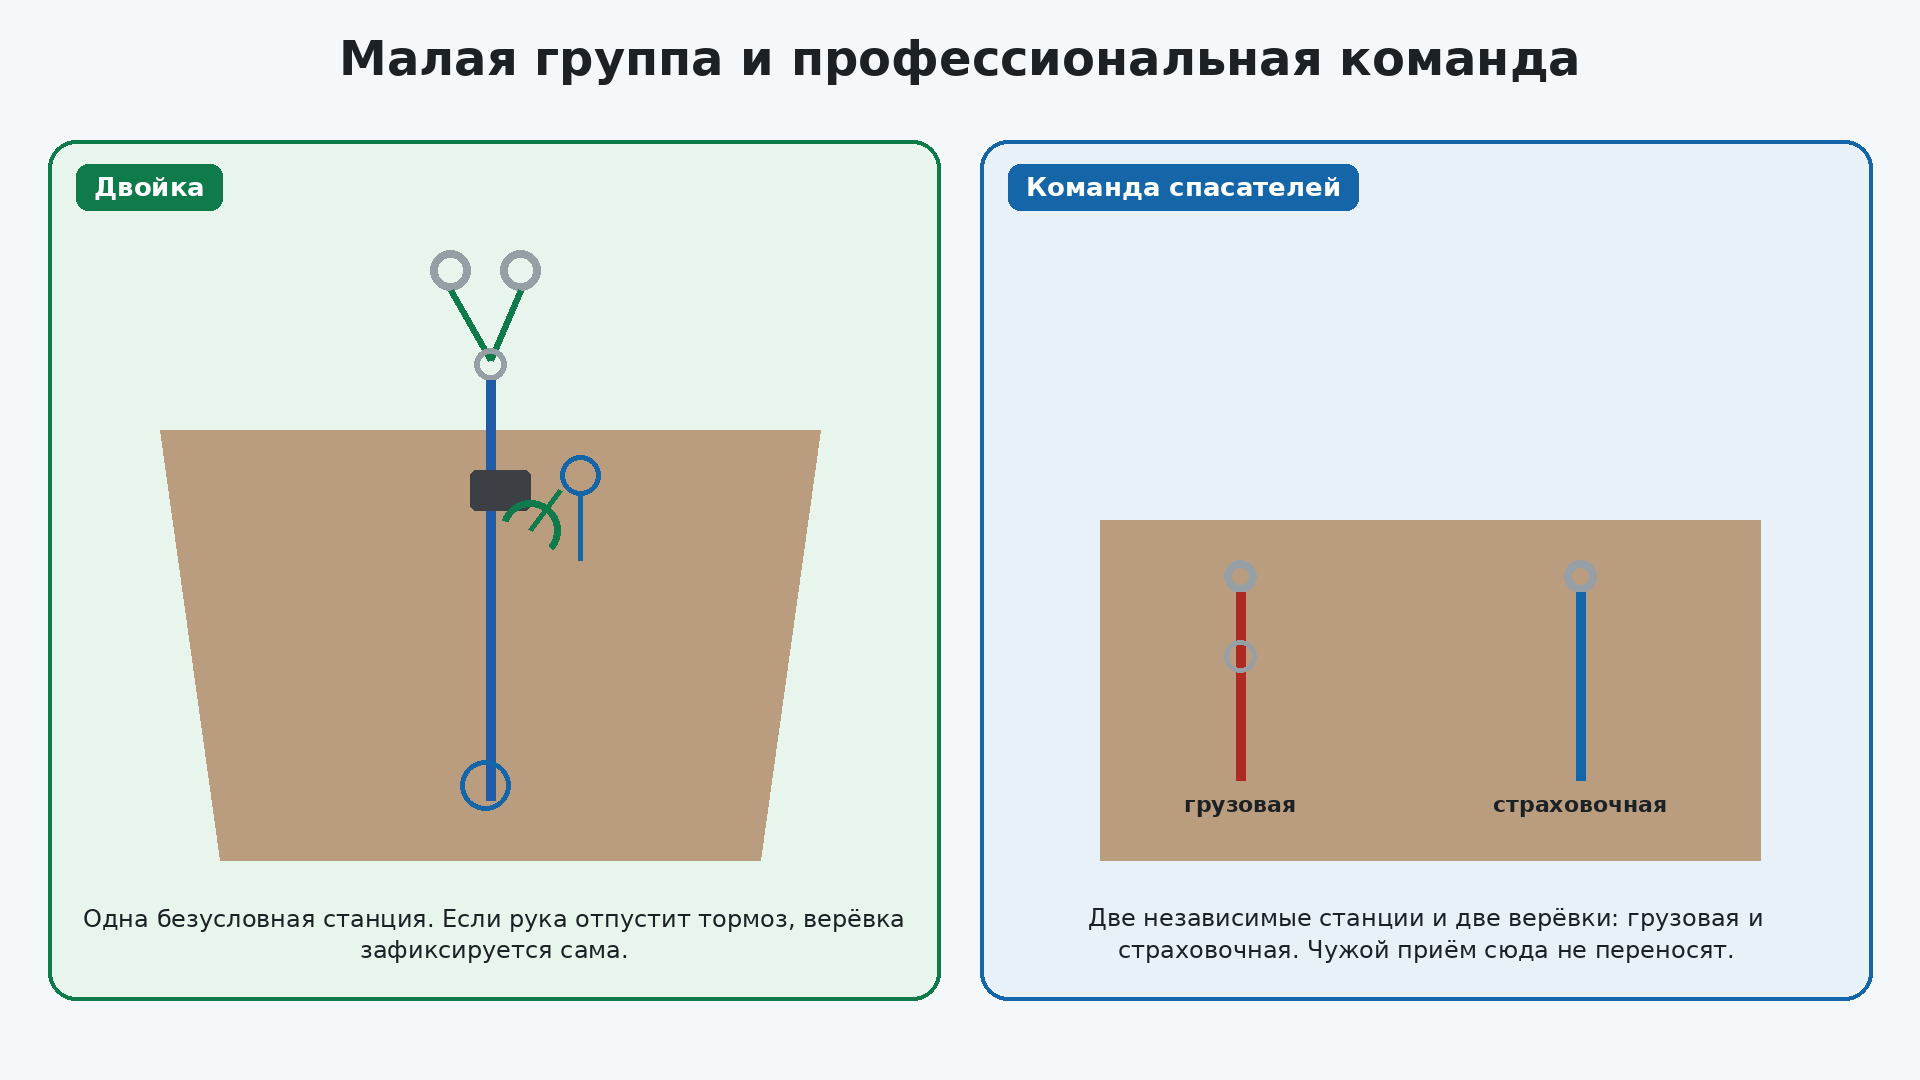 Малая группа и профессиональная команда
Двойка
Одна безусловная станция. Если рука отпустит тормоз, верёвка
зафиксируется сама.
Команда спасателей
грузовая
страховочная
Две независимые станции и две верёвки: грузовая и
страховочная. Чужой приём сюда не переносят.